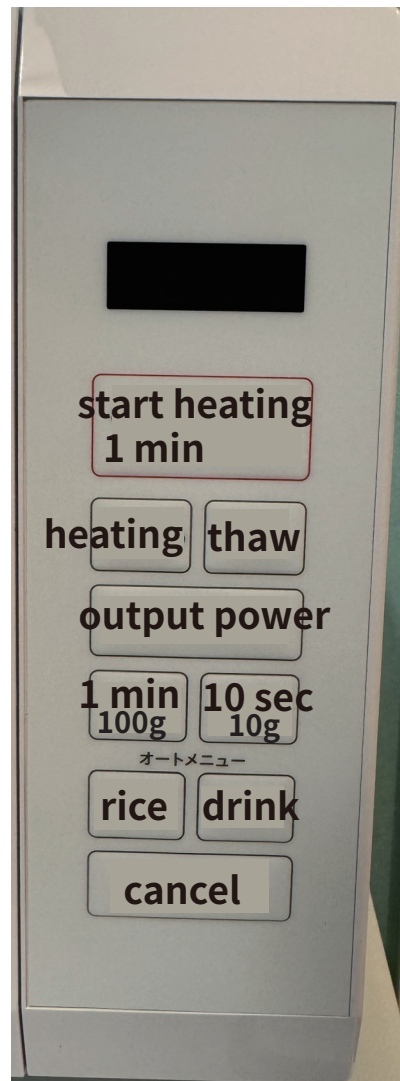 start heating
1 min
heating thaw
output power
1 min 10 sec
100g 10g
オートメニュー
rice drink
cancel